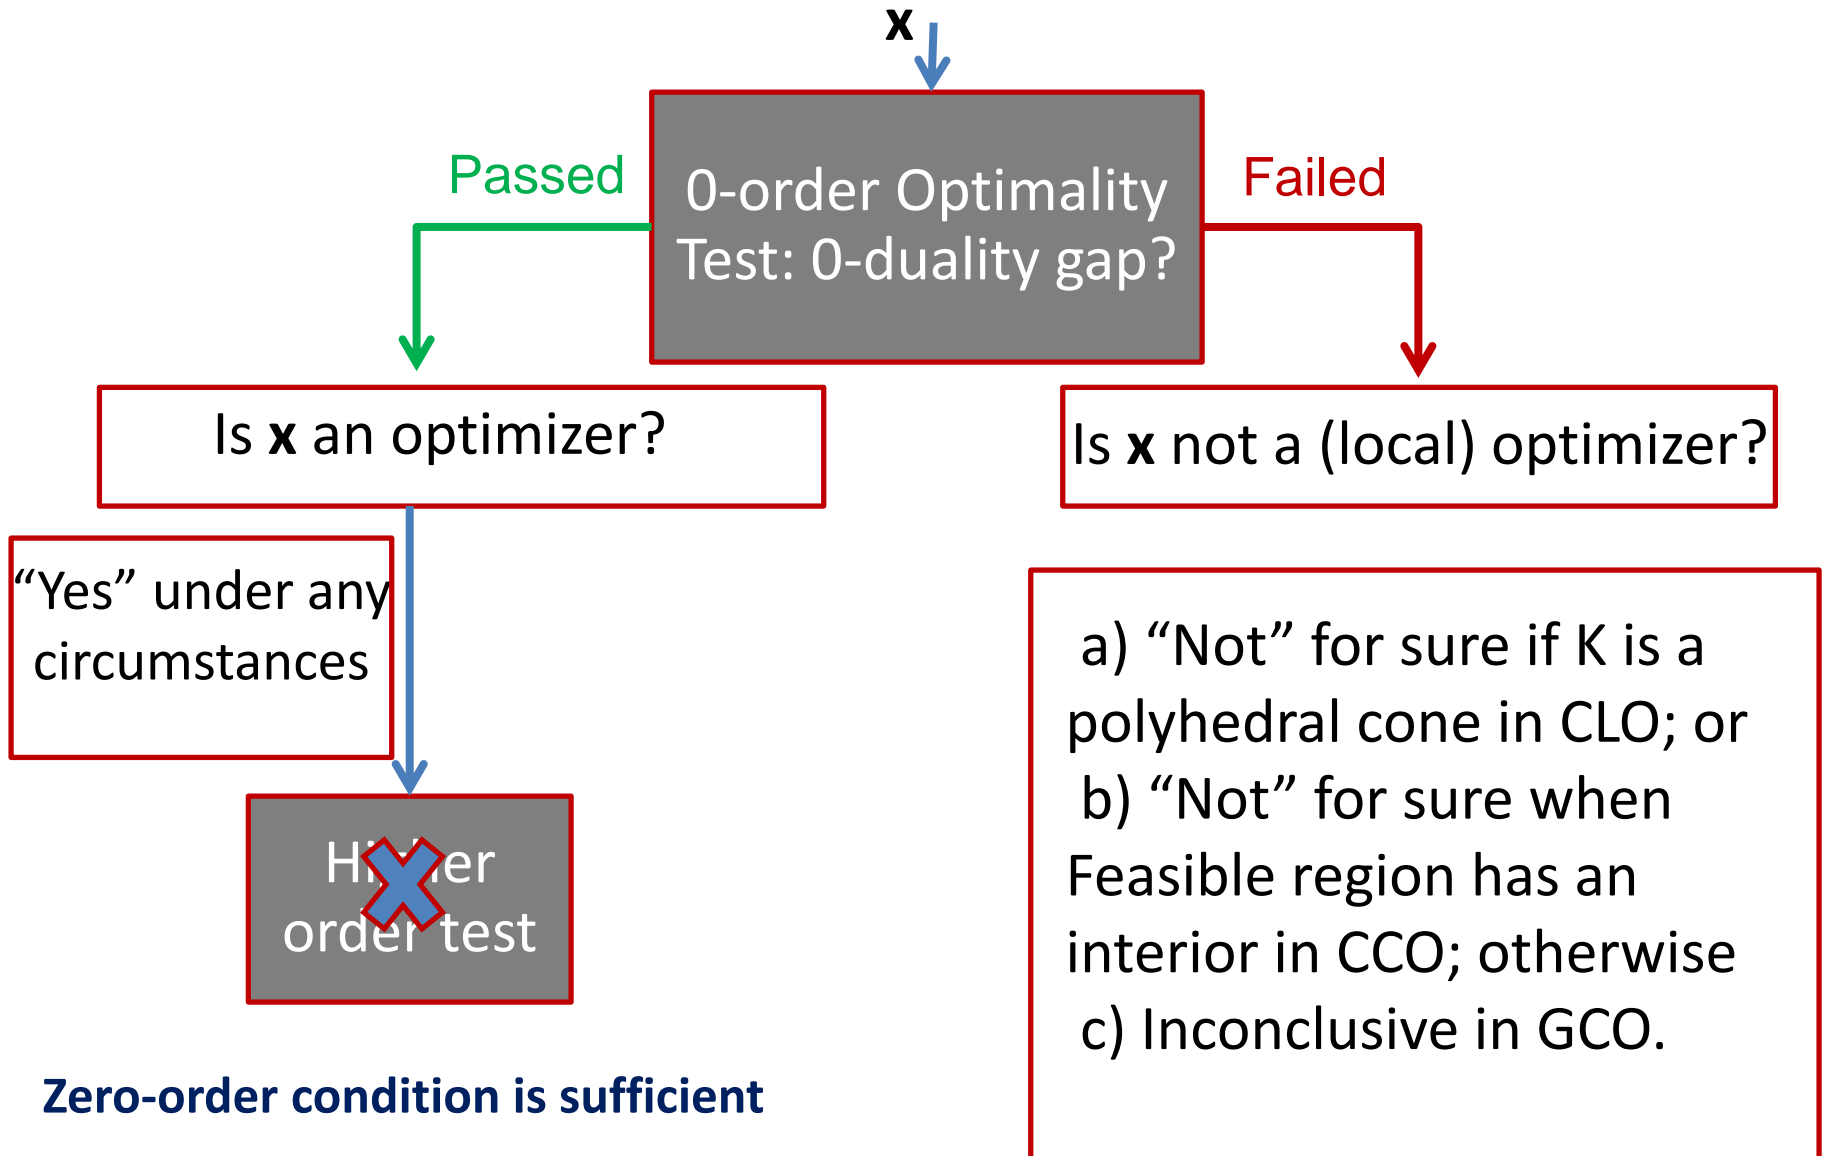 x
0-order Optimality
Test: 0-duality gap?
Passed
Failed
Is x an optimizer?
Is x not a (local) optimizer?
“Yes” under any
circumstances
order test
Zero-order condition is sufficient
a) “Not” for sure if K is a
polyhedral cone in CLO; or
b) “Not” for sure when
Feasible region has an
interior in CCO; otherwise
c) Inconclusive in GCO.